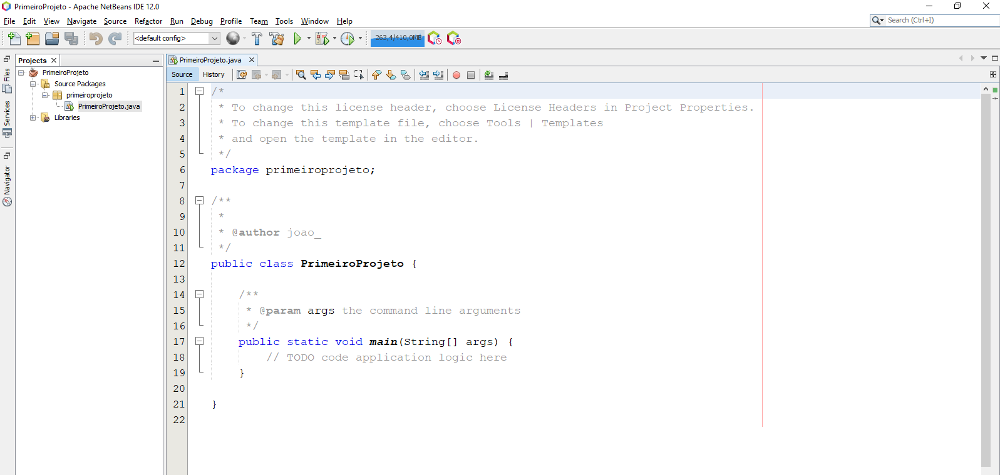 PrimeiroProjeto - Apache NetBeans IDE 12.0
File Edit View Navigate Source Refactor Run Debug Profile Team Tools Window Help
Search (Ctrl+I)
<default config>
263,4/410,0MB
Files
Services
Navigator
Projects
PrimeiroProjeto
Source Packages
primeiroprojeto
PrimeiroProjeto.java
Libraries
PrimeiroProjeto.java
Source History
1 /*
2 * To change this license header, choose License Headers in Project Properties.
3 * To change this template file, choose Tools | Templates
4 * and open the template in the editor.
5 */
6 package primeiroprojeto;
7
8 /**
9 *
10 * @author joao_
11 */
12 public class PrimeiroProjeto {
13
14 /**
15 * @param args the command line arguments
16 */
17 public static void main(String[] args) {
18 // TODO code application logic here
19 }
20
21 }
22